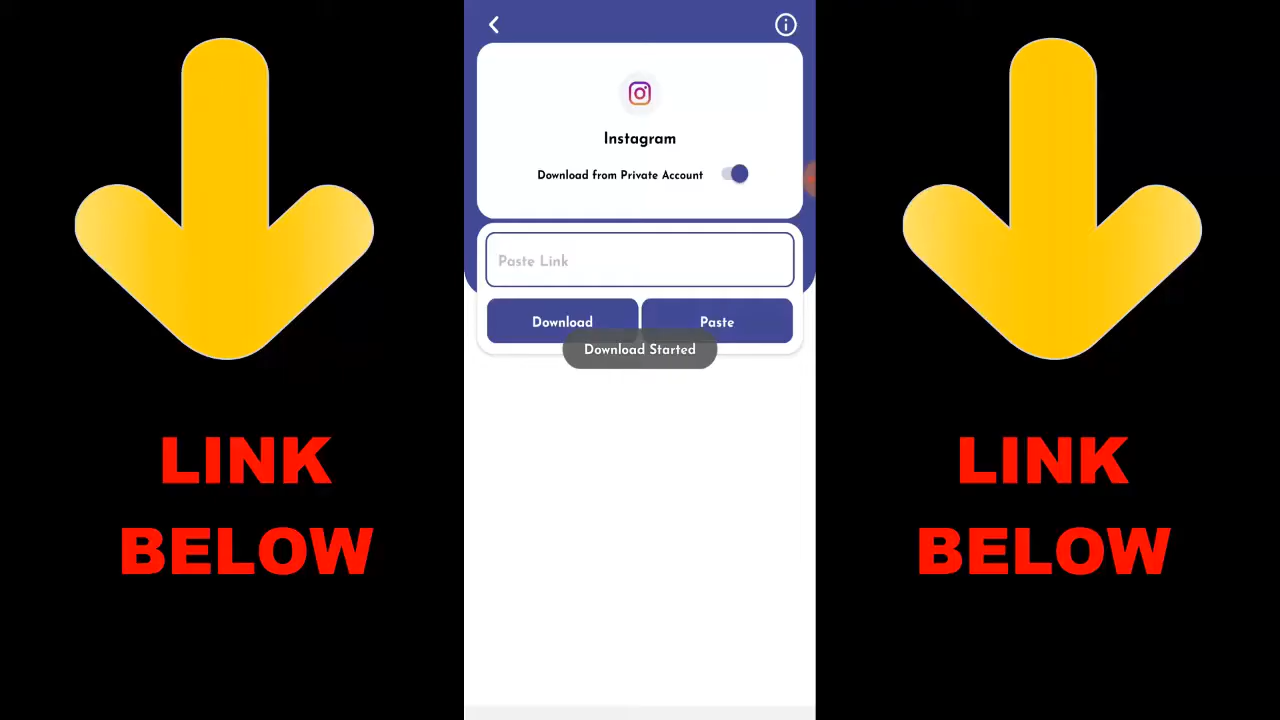 Instagram
Download from Private Account
Paste Link
Download Paste
Download Started
LINK
BELOW
LINK
BELOW